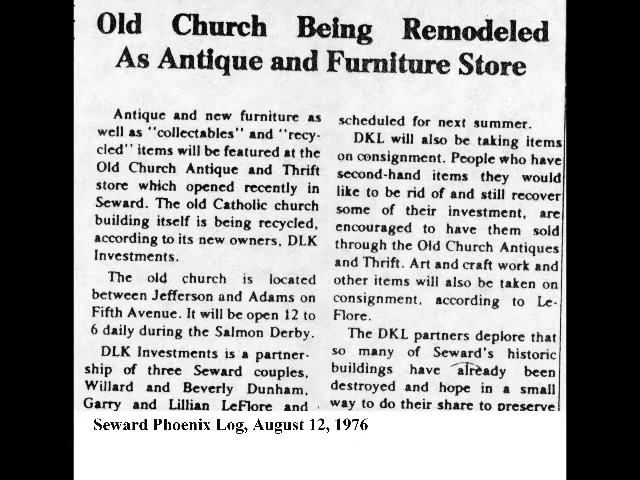 Old Church Being Remodeled
As Antique and Furniture Store
Antique and new furniture as
well as "collectables" and "recy-
cled" items will be featured at the
Old Church Antique and Thrift
store which opened recently in
Seward. The old Catholic church
building itself is being recycled,
according to its new owners, DLK
Investments.
The old church is located
between Jefferson and Adams on
Fifth Avenue. It will be open 12 to
6 daily during the Salmon Derby.
DLK Investments is a partner-
ship of three Seward couples,
Willard and Beverly Dunham,
Garry and Lillian LeFlore and
scheduled for next summer.
DKL will also be taking items
on consignment. People who have
second-hand items they would
like to be rid of and still recover
some of their investment, are
encouraged to have them sold
through the Old Church Antiques
and Thrift. Art and craft work and
other items will also be taken on
consignment, according to Le-
Flore.
The DKL partners deplore that
so many of Seward's historic
buildings have already been
destroyed and hope in a small
way to do their share to preserve
Seward Phoenix Log, August 12, 1976